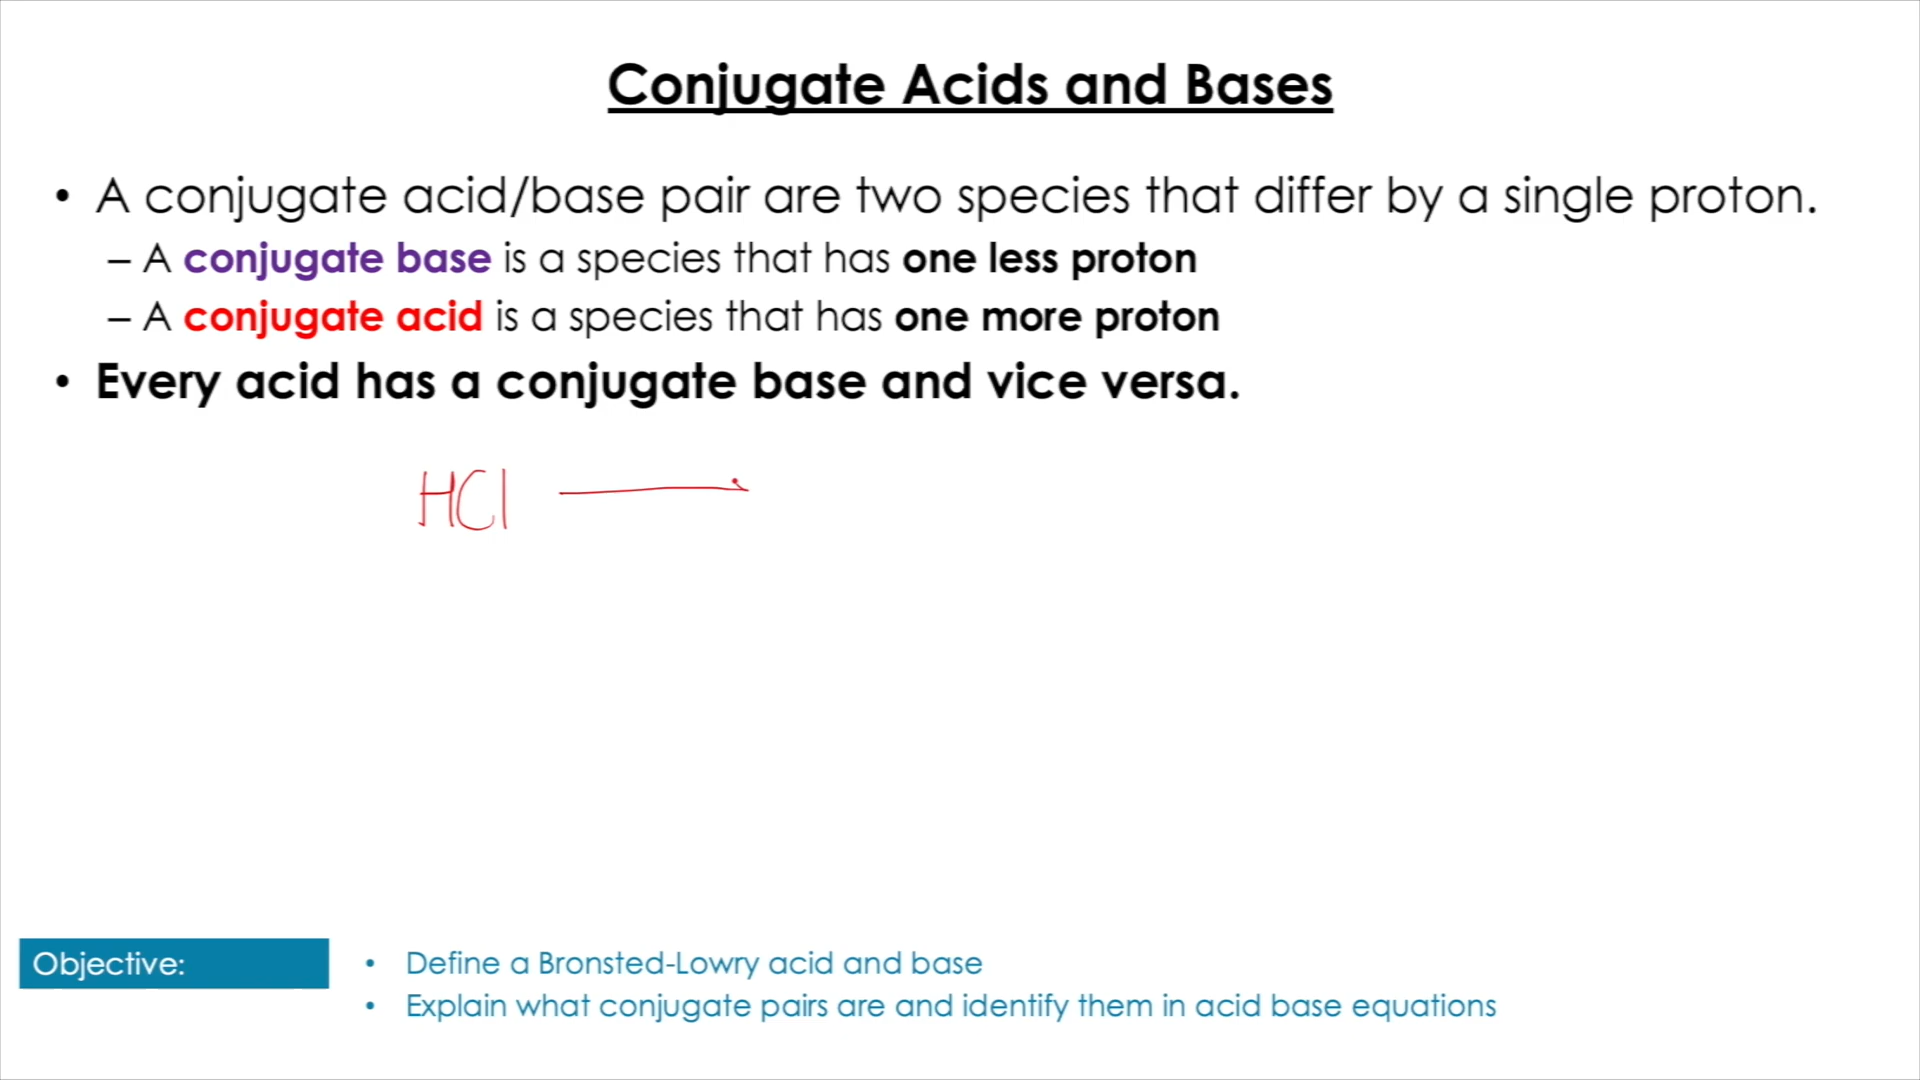 Conjugate Acids and Bases
• A conjugate acid/base pair are two species that differ by a single proton.
– A conjugate base is a species that has one less proton
– A conjugate acid is a species that has one more proton
• Every acid has a conjugate base and vice versa.
HCl
Objective:
• Define a Bronsted-Lowry acid and base
• Explain what conjugate pairs are and identify them in acid base equations